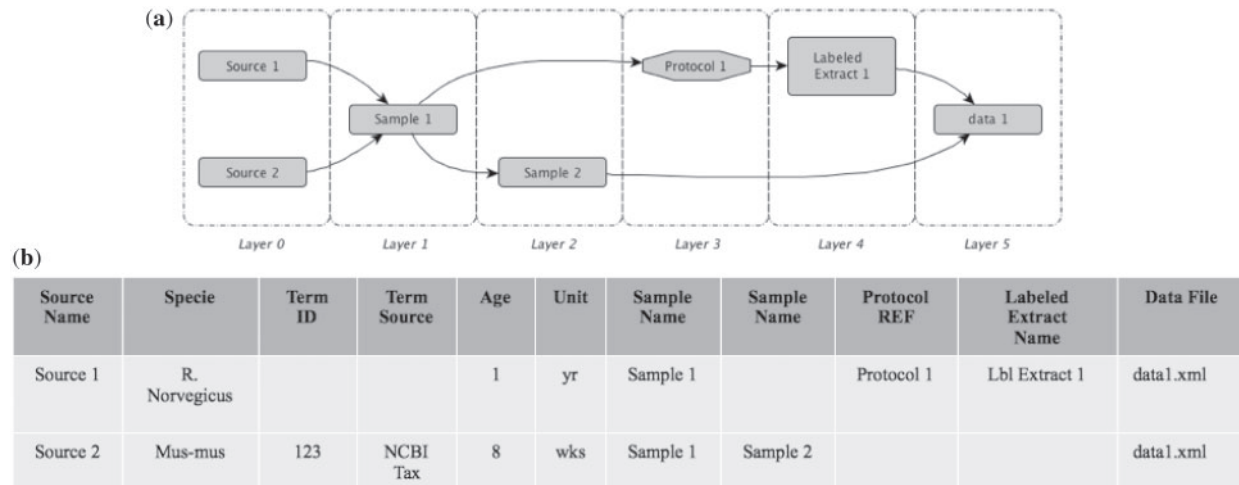 (a)
Source 1
Source 2
Sample 1
Sample 2
Protocol 1
Labeled
Extract 1
data 1
Layer 0
Layer 1
Layer 2
Layer 3
Layer 4
Layer 5
(b)
Source Name Specie Term ID Term Source Age Unit Sample Name Sample Name Protocol REF Labeled Extract Name Data File
Source 1 R. Norvegicus 1 yr Sample 1 Protocol 1 Lbl Extract 1 data1.xml
Source 2 Mus-mus 123 NCBI Tax 8 wks Sample 1 Sample 2 data1.xml